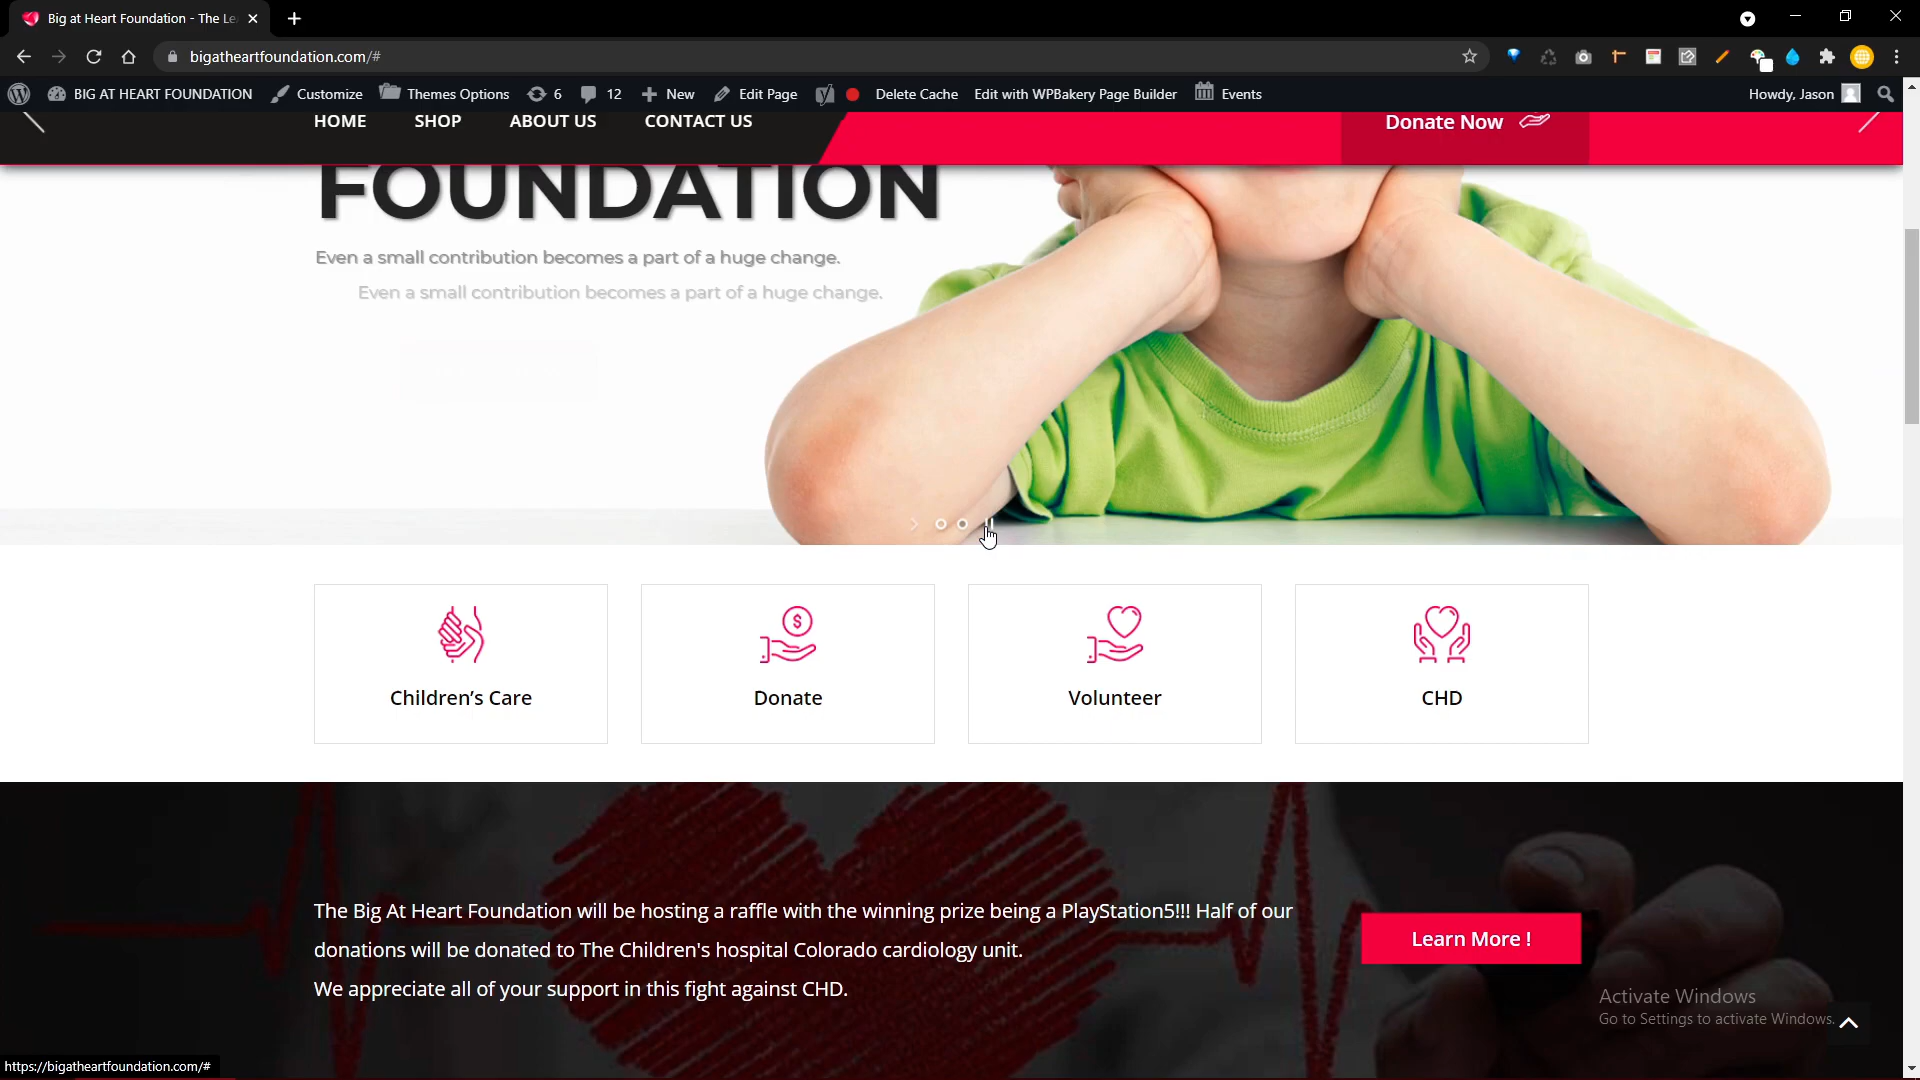 Big at Heart Foundation - The Le
bigatheartfoundation.com/#
BIG AT HEART FOUNDATION Customize Themes Options 6 12 New Edit Page Delete Cache Edit with WPBakery Page Builder Events Howdy, Jason
HOME SHOP ABOUT US CONTACT US Donate Now
FOUNDATION
Even a small contribution becomes a part of a huge change.
Even a small contribution becomes a part of a huge change.
Children's Care Donate Volunteer CHD
The Big At Heart Foundation will be hosting a raffle with the winning prize being a PlayStation5!!! Half of our
donations will be donated to The Children's hospital Colorado cardiology unit.
We appreciate all of your support in this fight against CHD.
Learn More !
Activate Windows
Go to Settings to activate Windows.
https://bigatheartfoundation.com/#